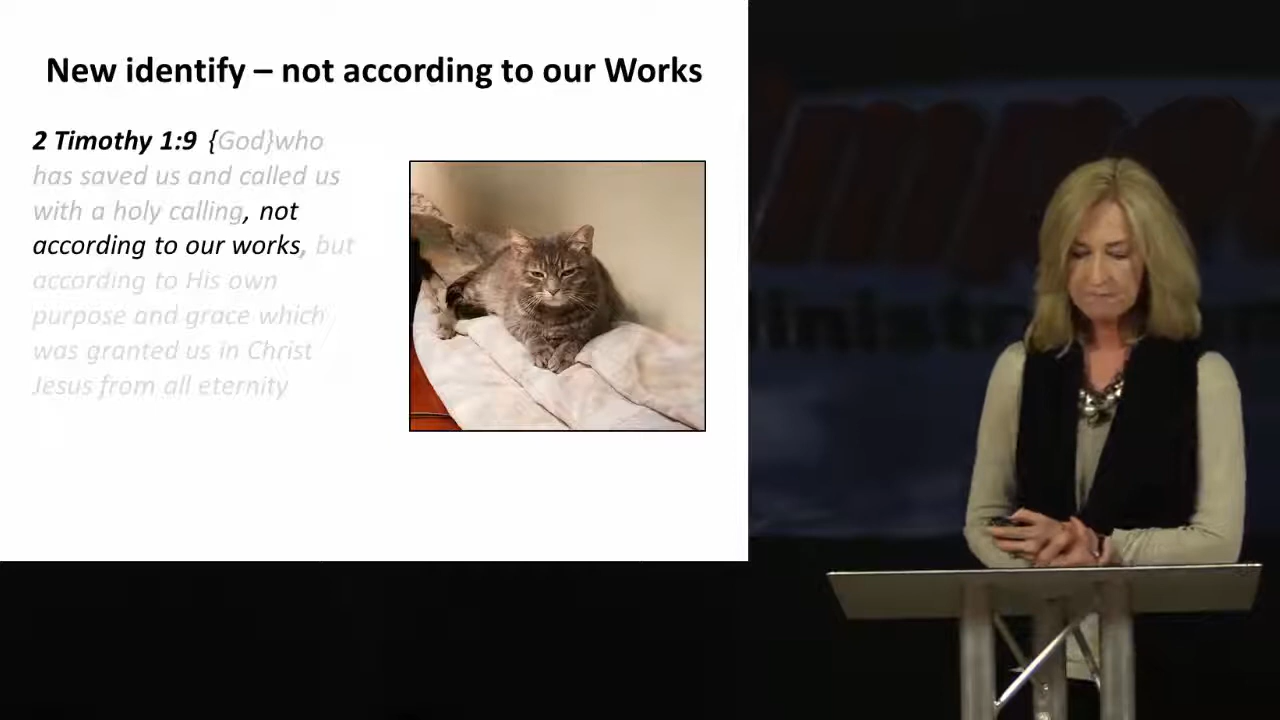 New identify – not according to our Works
2 Timothy 1:9 {God}who
has saved us and called us
with a holy calling, not
according to our works, but
according to His own
purpose and grace which
was granted us in Christ
Jesus from all eternity